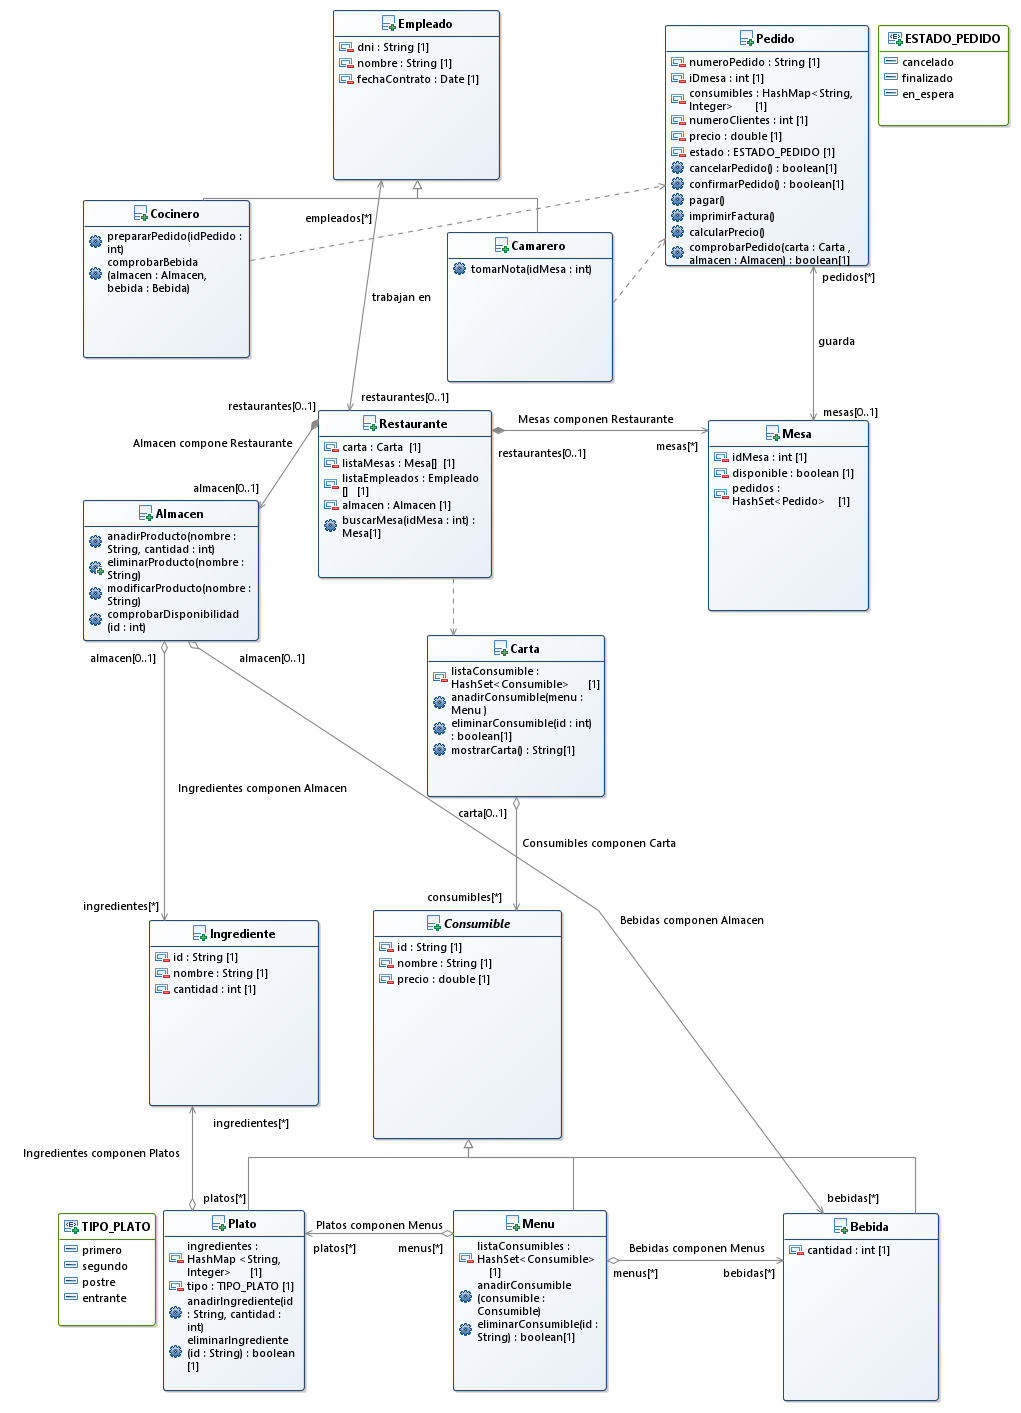 Empleado
dni : String [1]
nombre : String [1]
fechaContrato : Date [1]
Pedido
numeroPedido : String [1]
iDmesa : int [1]
consumibles : HashMap<String,
Integer> [1]
numeroClientes : int [1]
precio : double [1]
estado : ESTADO_PEDIDO [1]
cancelarPedido() : boolean[1]
confirmarPedido() : boolean[1]
pagar()
imprimirFactura()
calcularPrecio()
comprobarPedido(carta : Carta ,
almacen : Almacen) : boolean[1]
ESTADO_PEDIDO
cancelado
finalizado
en_espera
Cocinero
prepararPedido(idPedido :
int)
comprobarBebida
(almacen : Almacen,
bebida : Bebida)
empleados[*]
Camarero
tomarNota(idMesa : int)
trabajan en
pedidos[*]
guarda
mesas[0..1]
restaurantes[0..1]
restaurantes[0..1]
Almacen compone Restaurante
almacen[0..1]
Restaurante
carta : Carta [1]
listaMesas : Mesa[] [1]
listaEmpleados : Empleado
[] [1]
almacen : Almacen [1]
buscarMesa(idMesa : int) :
Mesa[1]
Mesas componen Restaurante
restaurantes[0..1]
mesas[*]
Mesa
idMesa : int [1]
disponible : boolean [1]
pedidos :
HashSet<Pedido> [1]
Almacen
anadirProducto(nombre :
String, cantidad : int)
eliminarProducto(nombre :
String)
modificarProducto(nombre :
String)
comprobarDisponibilidad
(id : int)
almacen[0..1]
almacen[0..1]
Carta
listaConsumible :
HashSet<Consumible> [1]
anadirConsumible(menu :
Menu )
eliminarConsumible(id : int)
: boolean[1]
mostrarCarta() : String[1]
Ingredientes componen Almacen
carta[0..1]
Consumibles componen Carta
consumibles[*]
ingredientes[*]
Bebidas componen Almacen
Ingrediente
id : String [1]
nombre : String [1]
cantidad : int [1]
Consumible
id : String [1]
nombre : String [1]
precio : double [1]
ingredientes[*]
Ingredientes componen Platos
platos[*]
bebidas[*]
TIPO_PLATO
primero
segundo
postre
entrante
Plato
ingredientes :
HashMap <String,
Integer> [1]
tipo : TIPO_PLATO [1]
anadirIngrediente(id
: String, cantidad :
int)
eliminarIngrediente
(id : String) : boolean
[1]
Platos componen Menus
platos[*]
menus[*]
Menu
listaConsumibles :
HashSet<Consumible>
[1]
anadirConsumible
(consumible :
Consumible)
eliminarConsumible(id :
String) : boolean[1]
Bebidas componen Menus
menus[*]
bebidas[*]
Bebida
cantidad : int [1]